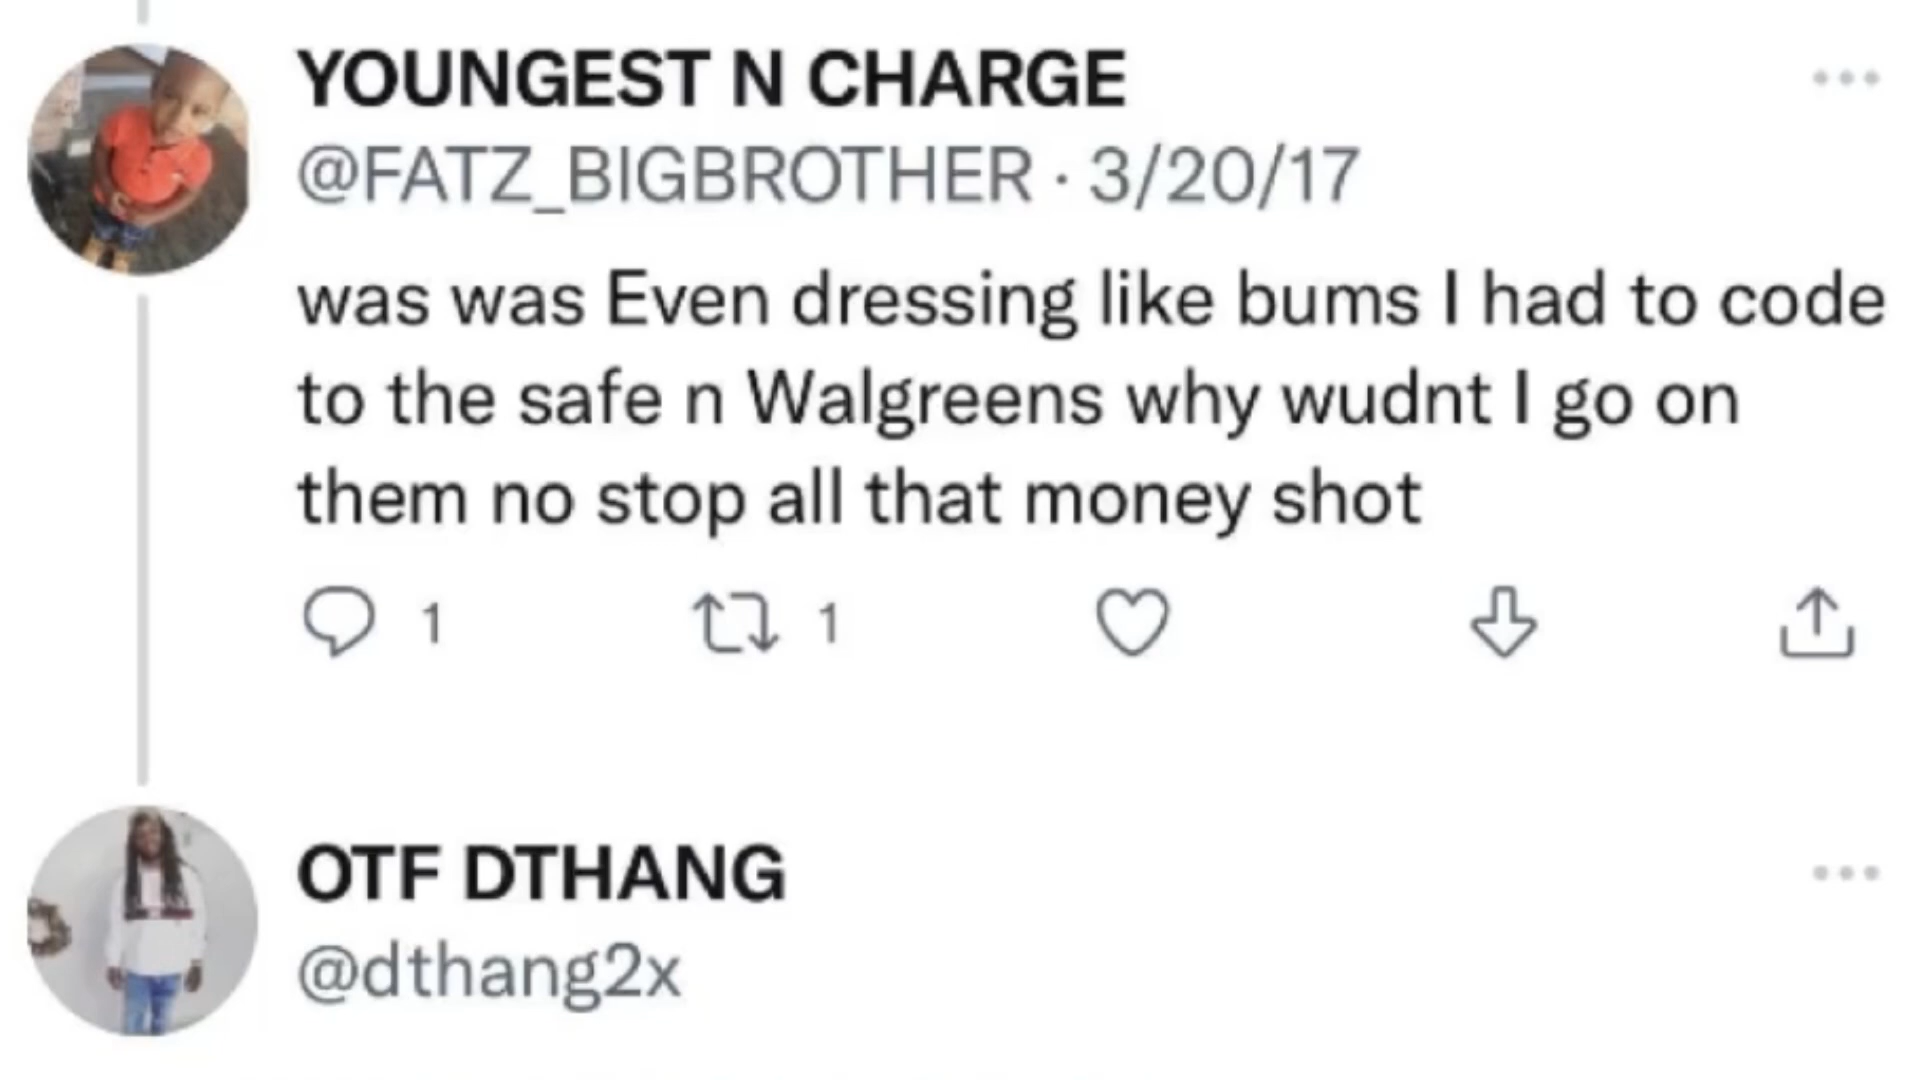 YOUNGEST N CHARGE
@FATZ_BIGBROTHER · 3/20/17
was was Even dressing like bums I had to code
to the safe n Walgreens why wudnt I go on
them no stop all that money shot
1 1
OTF DTHANG
@dthang2x